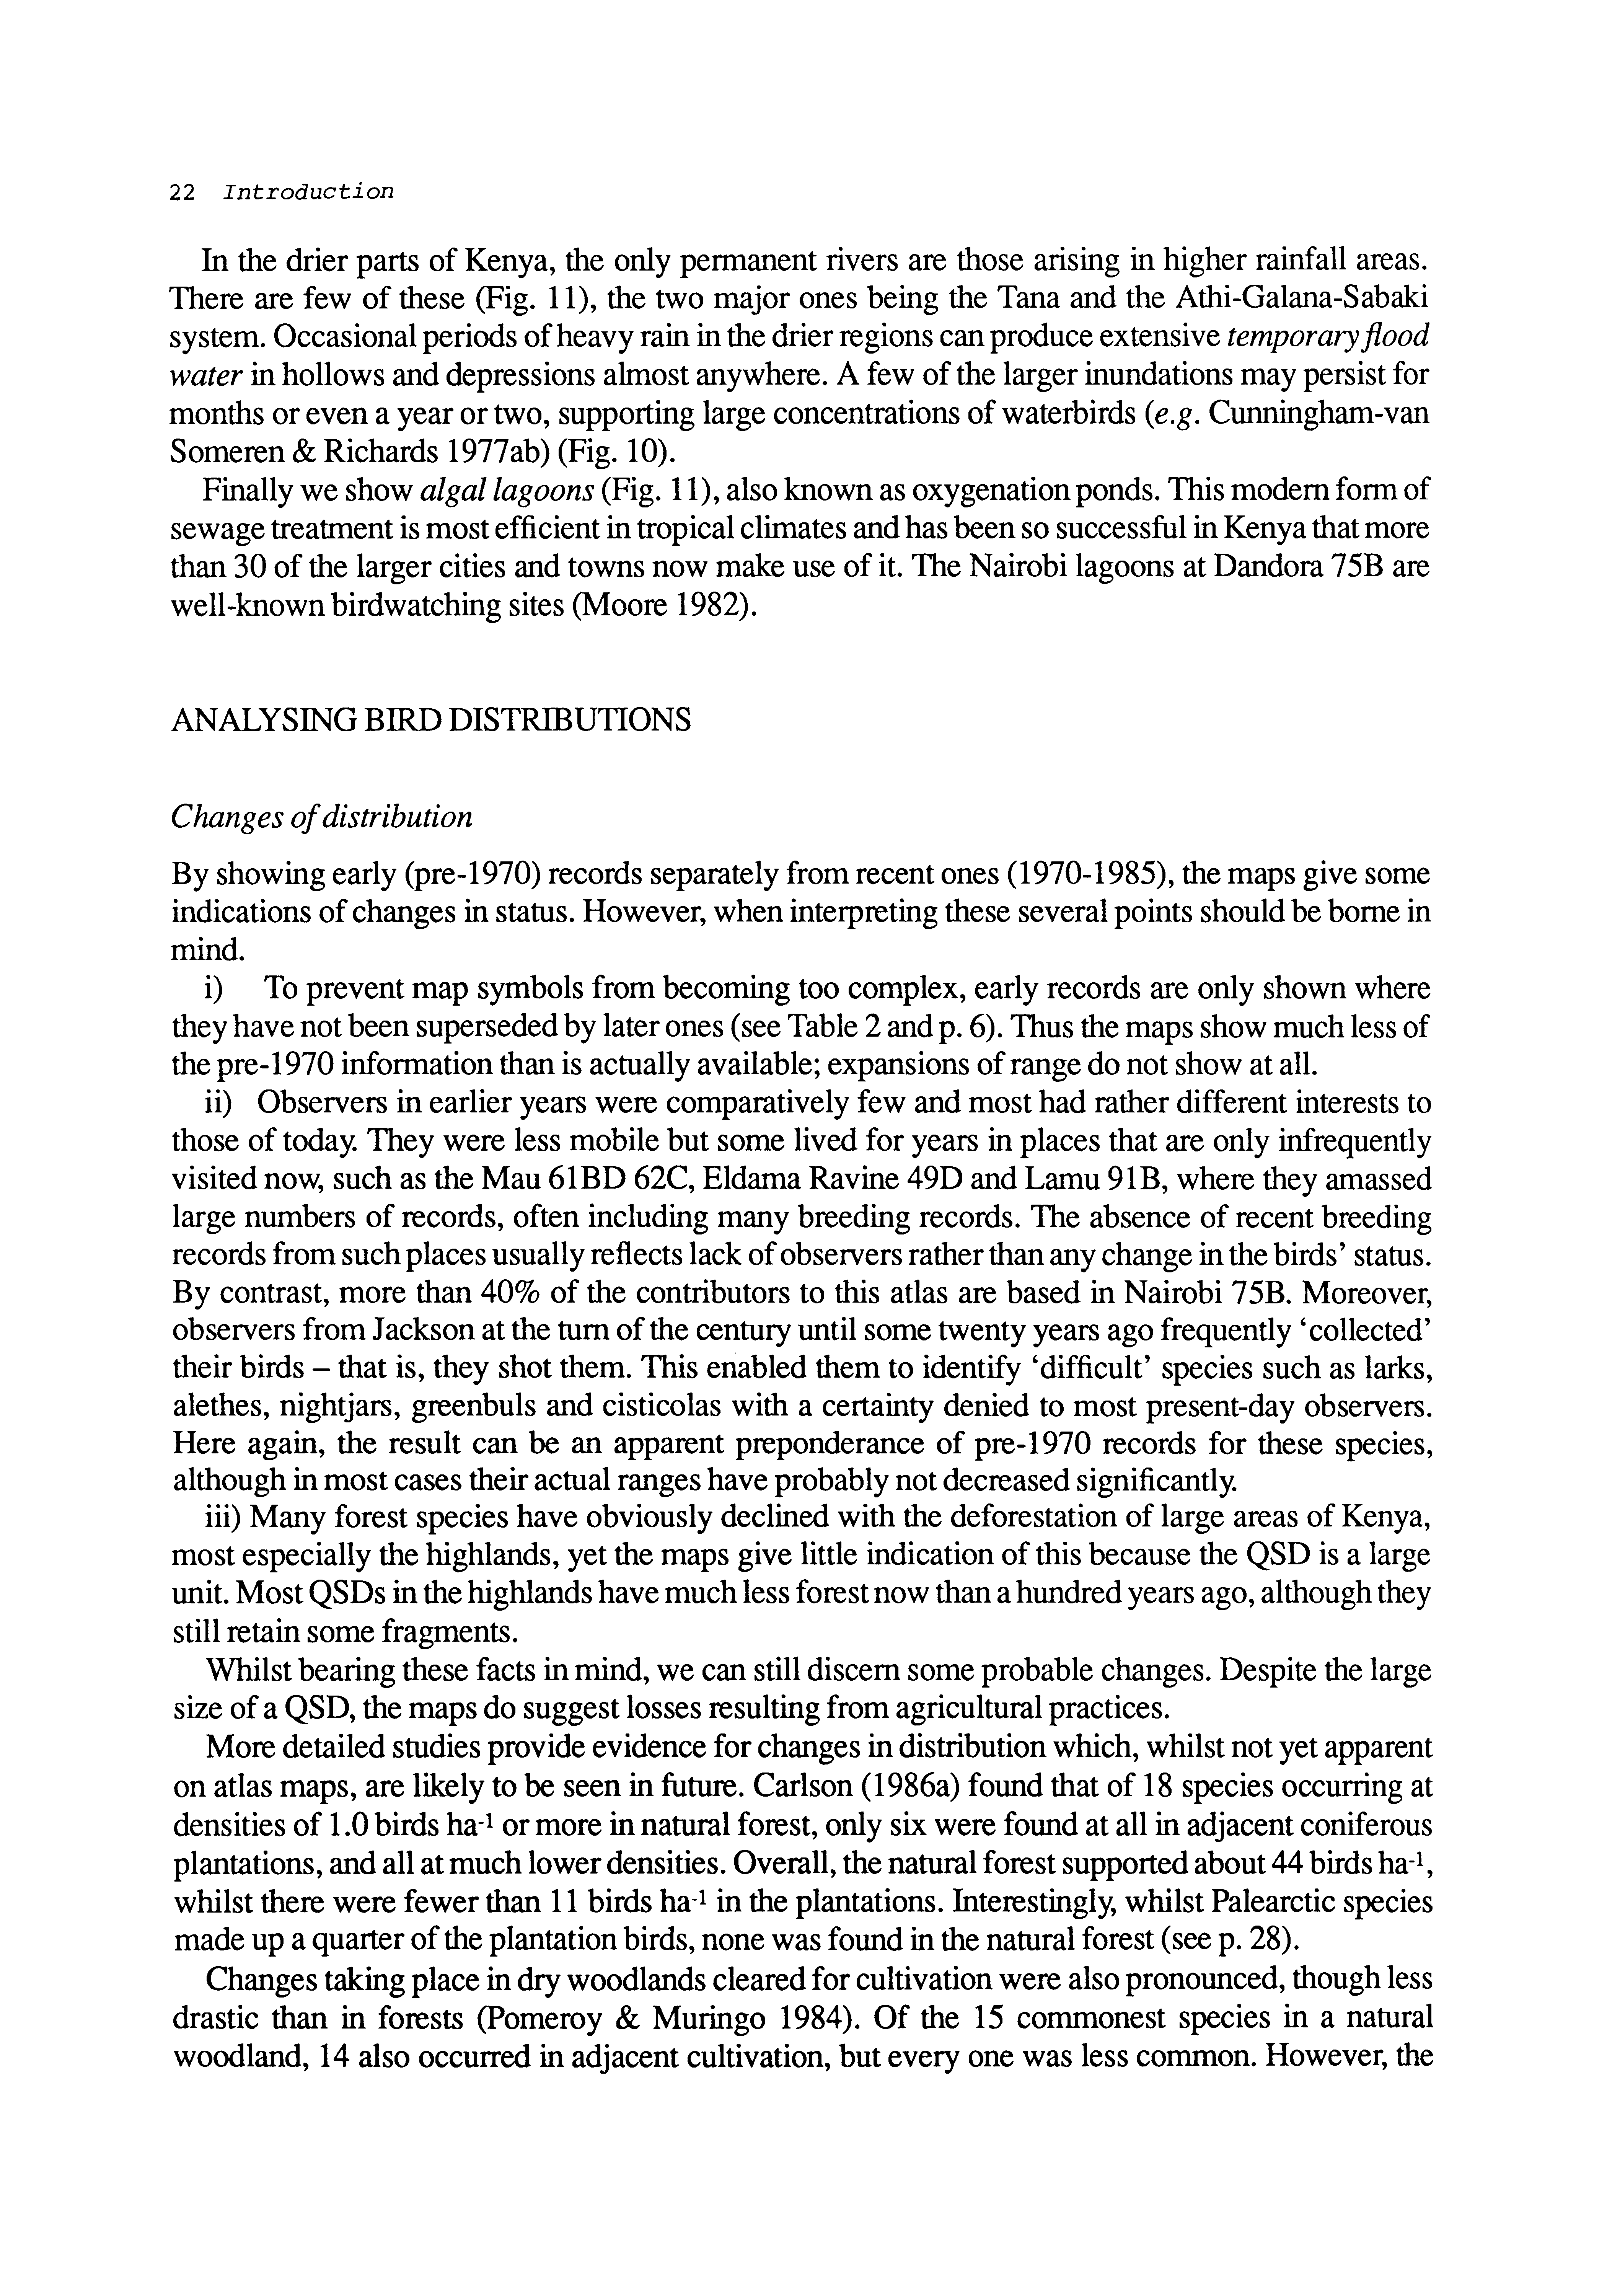 22 Introduction
In the drier parts of Kenya, the only permanent rivers are those arising in higher rainfall areas.
There are few of these (Fig. 11), the two major ones being the Tana and the Athi-Galana-Sabaki
system. Occasional periods of heavy rain in the drier regions can produce extensive temporary flood
water in hollows and depressions almost anywhere. A few of the larger inundations may persist for
months or even a year or two, supporting large concentrations of waterbirds (e.g. Cunningham-van
Someren & Richards 1977ab) (Fig. 10).
Finally we show algal lagoons (Fig. 11), also known as oxygenation ponds. This modern form of
sewage treatment is most efficient in tropical climates and has been so successful in Kenya that more
than 30 of the larger cities and towns now make use of it. The Nairobi lagoons at Dandora 75B are
well-known birdwatching sites (Moore 1982).
ANALYSING BIRD DISTRIBUTIONS
Changes of distribution
By showing early (pre-1970) records separately from recent ones (1970-1985), the maps give some
indications of changes in status. However, when interpreting these several points should be borne in
mind.
i) To prevent map symbols from becoming too complex, early records are only shown where
they have not been superseded by later ones (see Table 2 and p. 6). Thus the maps show much less of
the pre-1970 information than is actually available; expansions of range do not show at all.
ii) Observers in earlier years were comparatively few and most had rather different interests to
those of today. They were less mobile but some lived for years in places that are only infrequently
visited now, such as the Mau 61BD 62C, Eldama Ravine 49D and Lamu 91B, where they amassed
large numbers of records, often including many breeding records. The absence of recent breeding
records from such places usually reflects lack of observers rather than any change in the birds' status.
By contrast, more than 40% of the contributors to this atlas are based in Nairobi 75B. Moreover,
observers from Jackson at the turn of the century until some twenty years ago frequently 'collected'
their birds – that is, they shot them. This enabled them to identify 'difficult' species such as larks,
alethes, nightjars, greenbuls and cisticolas with a certainty denied to most present-day observers.
Here again, the result can be an apparent preponderance of pre-1970 records for these species,
although in most cases their actual ranges have probably not decreased significantly.
iii) Many forest species have obviously declined with the deforestation of large areas of Kenya,
most especially the highlands, yet the maps give little indication of this because the QSD is a large
unit. Most QSDs in the highlands have much less forest now than a hundred years ago, although they
still retain some fragments.
Whilst bearing these facts in mind, we can still discern some probable changes. Despite the large
size of a QSD, the maps do suggest losses resulting from agricultural practices.
More detailed studies provide evidence for changes in distribution which, whilst not yet apparent
on atlas maps, are likely to be seen in future. Carlson (1986a) found that of 18 species occurring at
densities of 1.0 birds ha-¹ or more in natural forest, only six were found at all in adjacent coniferous
plantations, and all at much lower densities. Overall, the natural forest supported about 44 birds ha-¹,
whilst there were fewer than 11 birds ha-¹ in the plantations. Interestingly, whilst Palearctic species
made up a quarter of the plantation birds, none was found in the natural forest (see p. 28).
Changes taking place in dry woodlands cleared for cultivation were also pronounced, though less
drastic than in forests (Pomeroy & Muringo 1984). Of the 15 commonest species in a natural
woodland, 14 also occurred in adjacent cultivation, but every one was less common. However, the